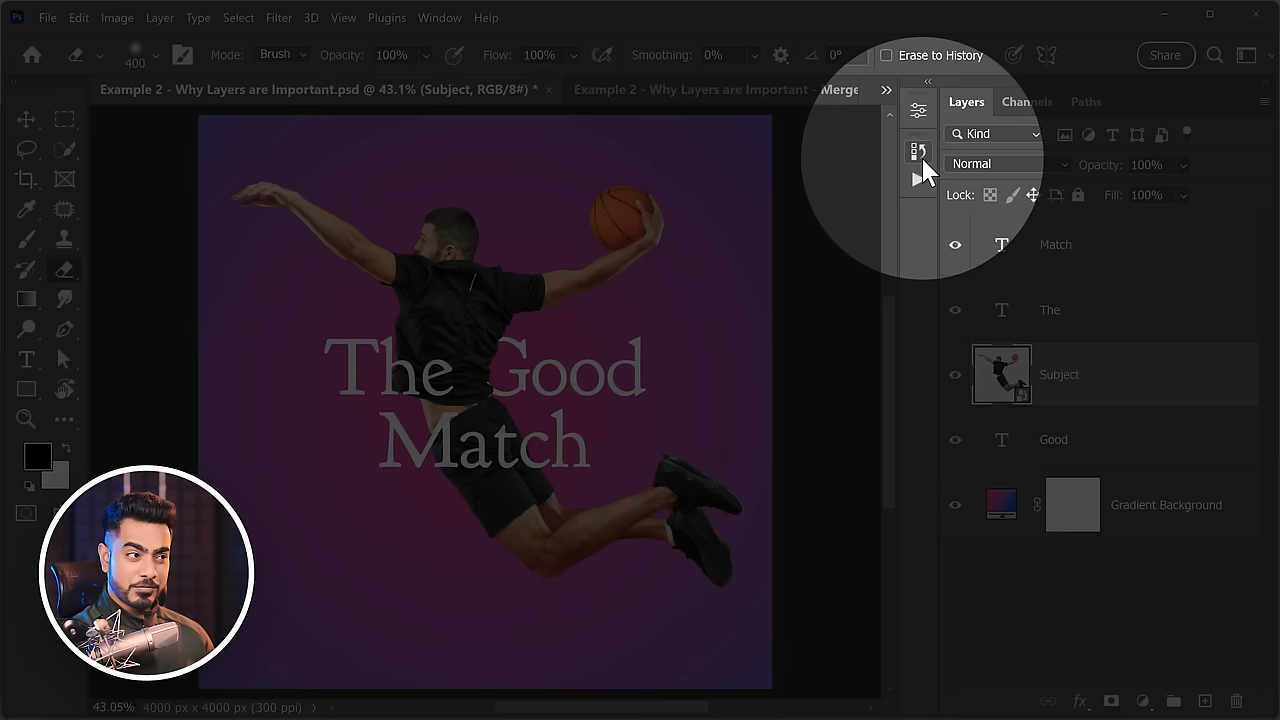 Ps File Edit Image Layer Type Select Filter 3D View Plugins Window Help
400 Mode: Brush Opacity: 100% Flow: 100% Smoothing: 0% 0° Erase to History Share
Example 2 - Why Layers are Important.psd @ 43.1% (Subject, RGB/8#) * × Example 2 - Why Layers are Important - Merge
Layers Channels Paths
Kind
Normal Opacity: 100%
Lock: Fill: 100%
T Match
T The
Subject
T Good
Gradient Background
The Good
Match
43.05% 4000 px x 4000 px (300 ppi)
fx